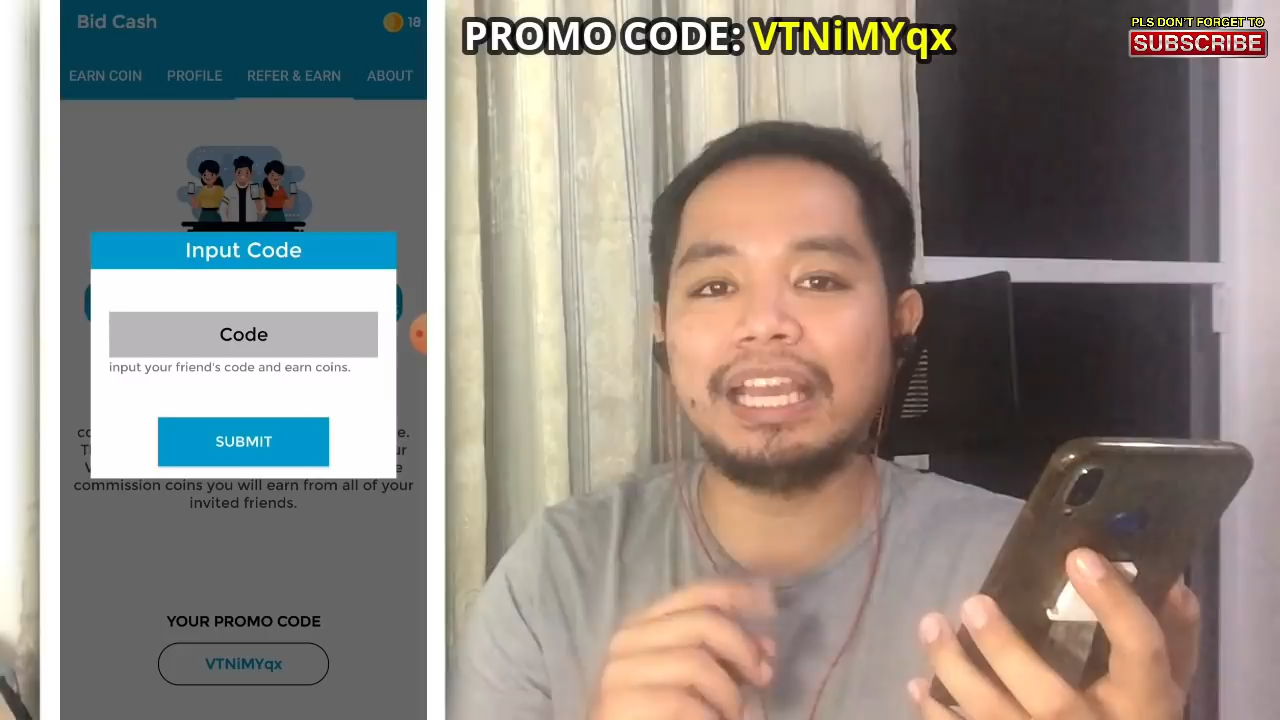 Bid Cash
18
EARN COIN PROFILE REFER & EARN ABOUT
Input Code
Code
input your friend's code and earn coins.
SUBMIT
commission coins you will earn from all of your
invited friends.
YOUR PROMO CODE
VTNiMYqx
PROMO CODE: VTNiMYqx
PLS DON'T FORGET TO
SUBSCRIBE